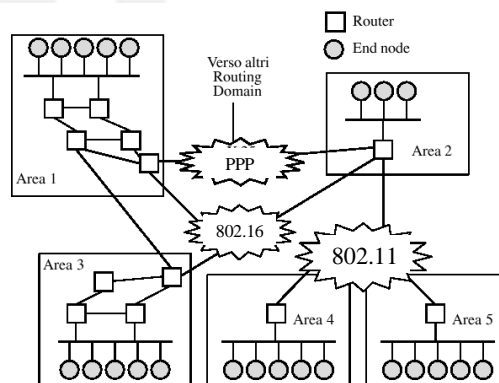 Router
End node
Verso altri
Routing
Domain
PPP
Area 1
Area 2
802.16
802.11
Area 3
Area 4
Area 5